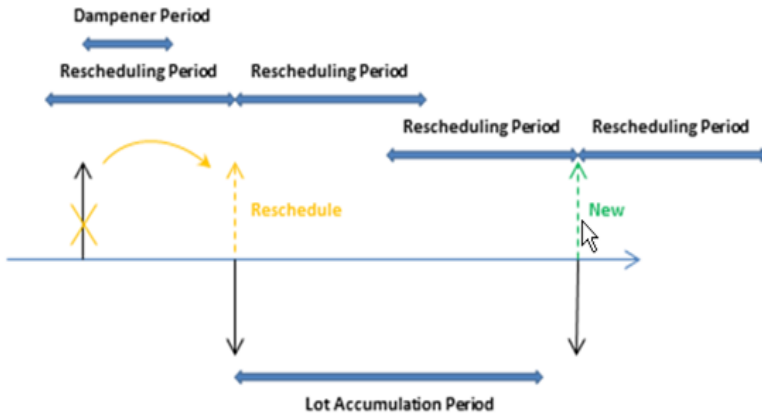 Dampener Period
Rescheduling Period Rescheduling Period
Rescheduling Period Rescheduling Period
Reschedule New
Lot Accumulation Period